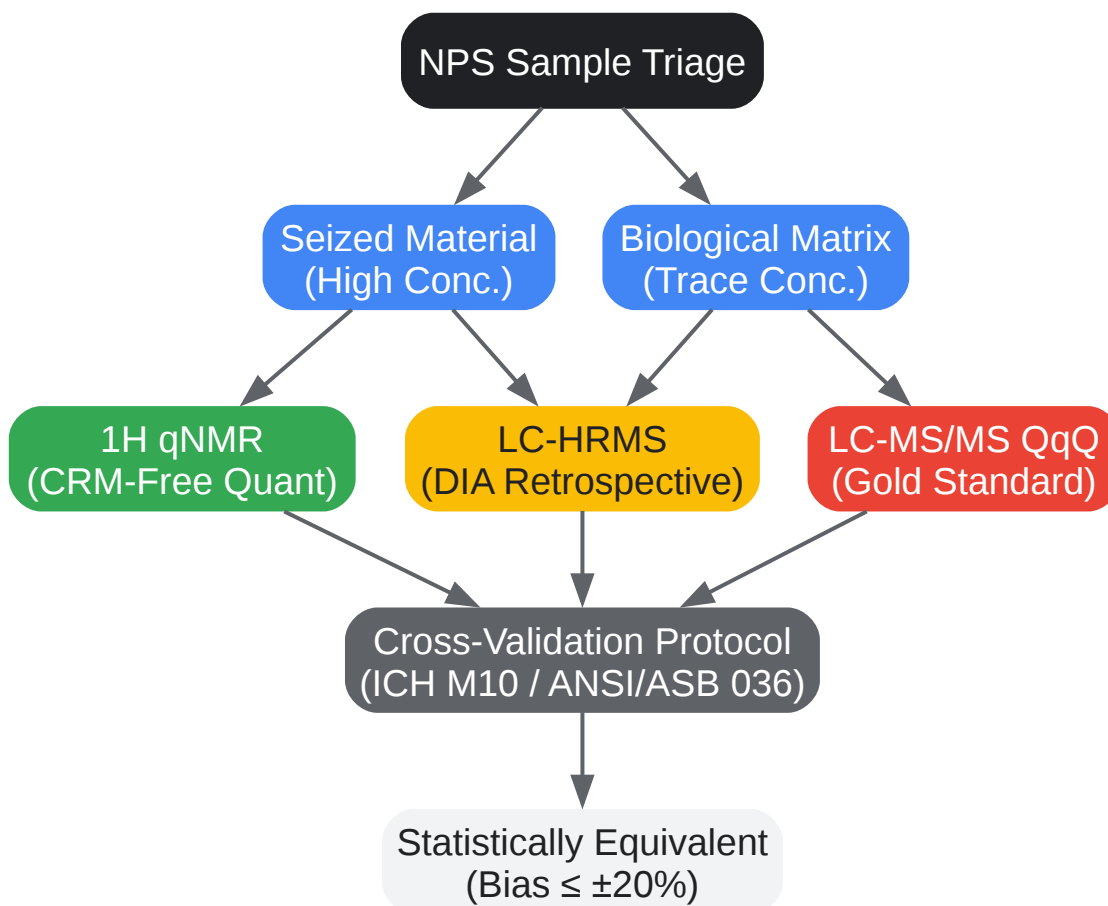 NPS Sample Triage
Seized Material
(High Conc.)
Biological Matrix
(Trace Conc.)
1H qNMR
(CRM-Free Quant)
LC-HRMS
(DIA Retrospective)
LC-MS/MS QqQ
(Gold Standard)
Cross-Validation Protocol
(ICH M10 / ANSI/ASB 036)
Statistically Equivalent
(Bias ≤ ±20%)